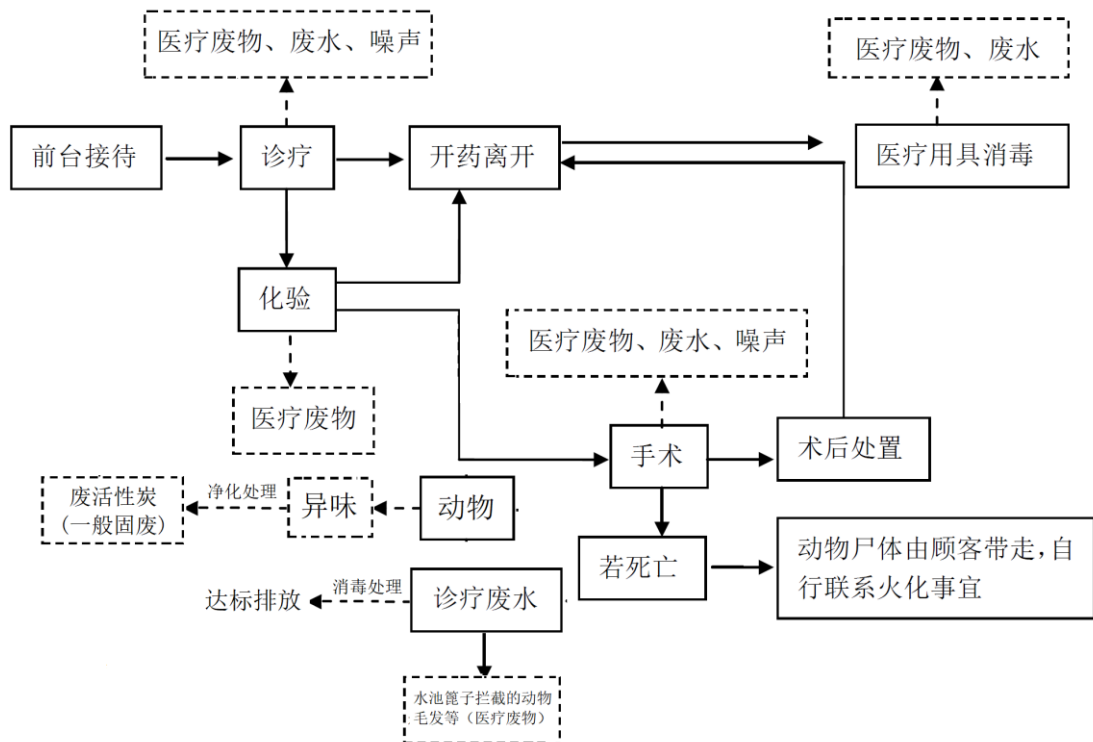 医疗废物、废水、噪声
医疗废物、废水
前台接待
诊疗
开药离开
医疗用具消毒
化验
医疗废物、废水、噪声
医疗废物
手术
术后处置
废活性炭
(一般固废)
净化处理
异味
动物
若死亡
动物尸体由顾客带走，自
行联系火化事宜
达标排放
消毒处理
诊疗废水
水池篦子拦截的动物
毛发等（医疗废物）